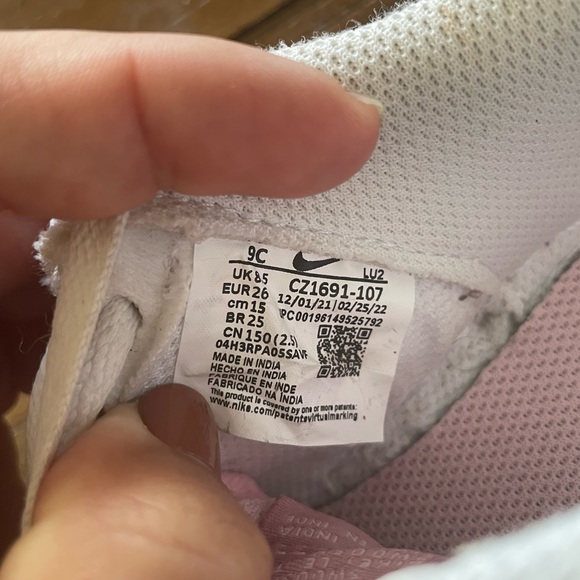 9C LU2
UK 8.5 CZ1691-107
EUR 26 12/01/21 02/25/22
cm 15 UPC00196149525792
BR 25
CN 150 (2.5)
04H3RPA05SAVF
MADE IN INDIA
HECHO EN INDIA
FABRIQUE EN INDE
FABRICADO NA INDIA
This product is covered by one or more patents:
www.nike.com/patentsvirtualmarking